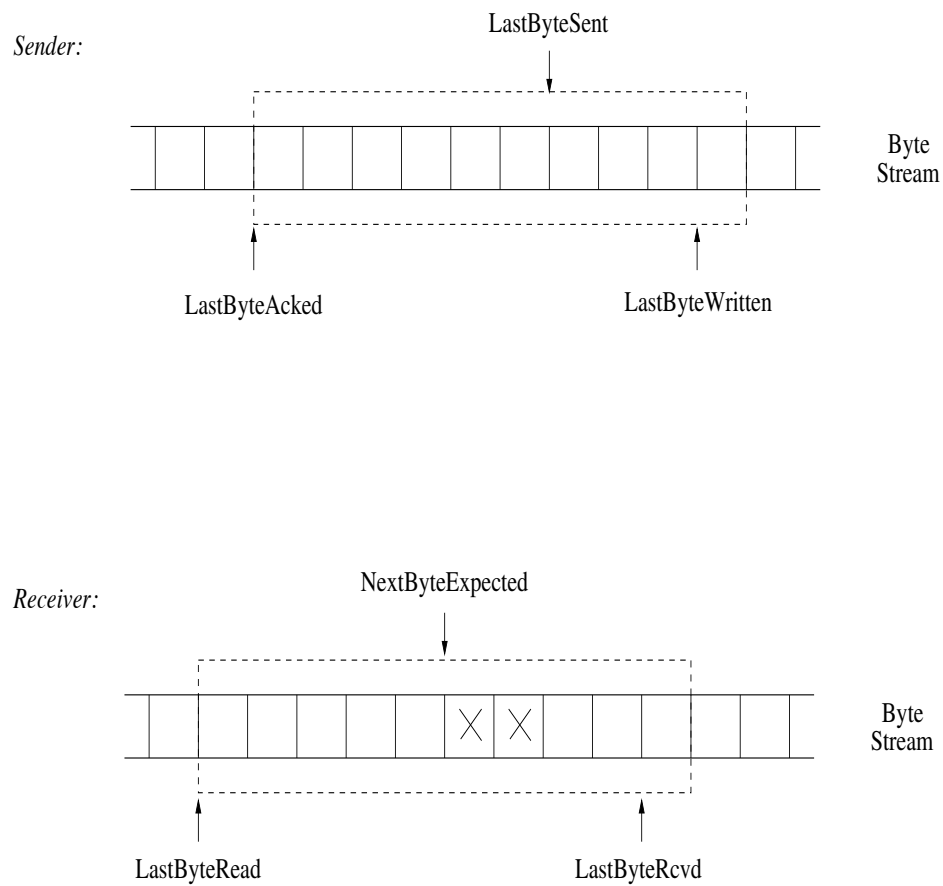 LastByteSent
Sender:
Byte
Stream
LastByteAcked
LastByteWritten
NextByteExpected
Receiver:
Byte
Stream
LastByteRead
LastByteRcvd